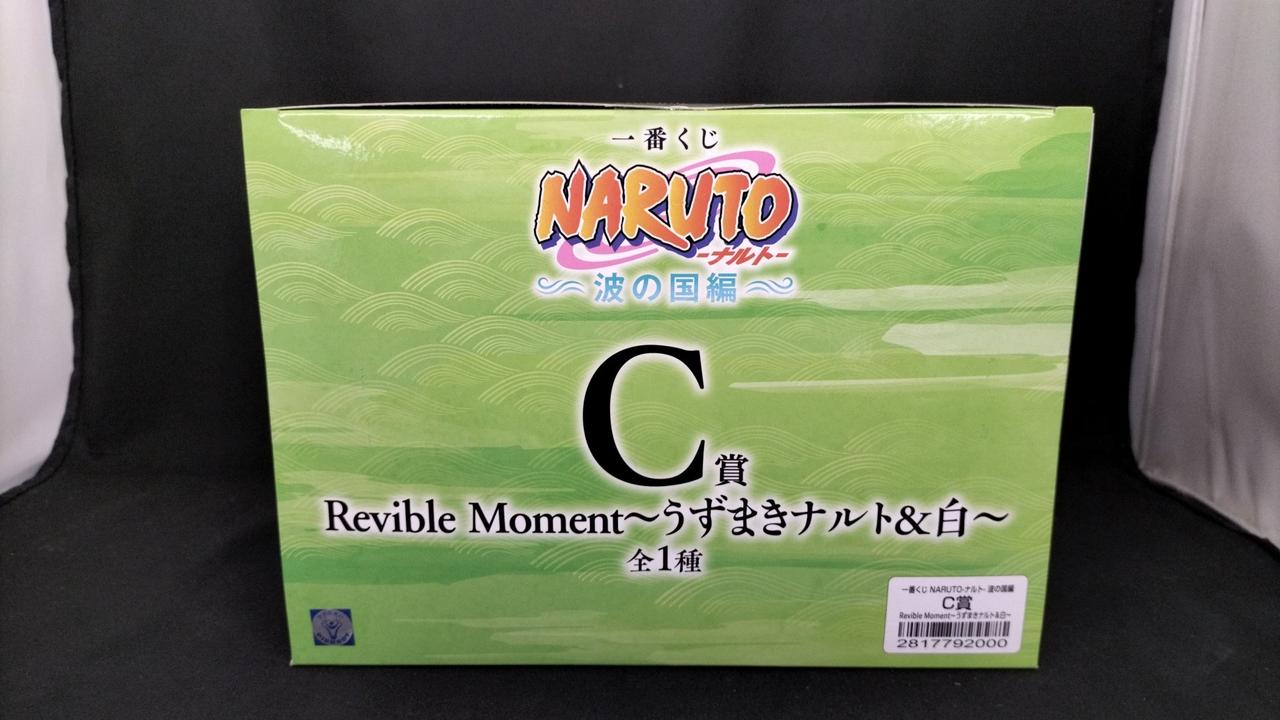 一番くじ
NARUTO
-ナルト-
～波の国編～
C賞
Revible Moment～うずまきナルト&白～
全1種
一番くじ NARUTO-ナルト- 波の国編
C賞
Revible Moment～うずまきナルト&白～
2817792000